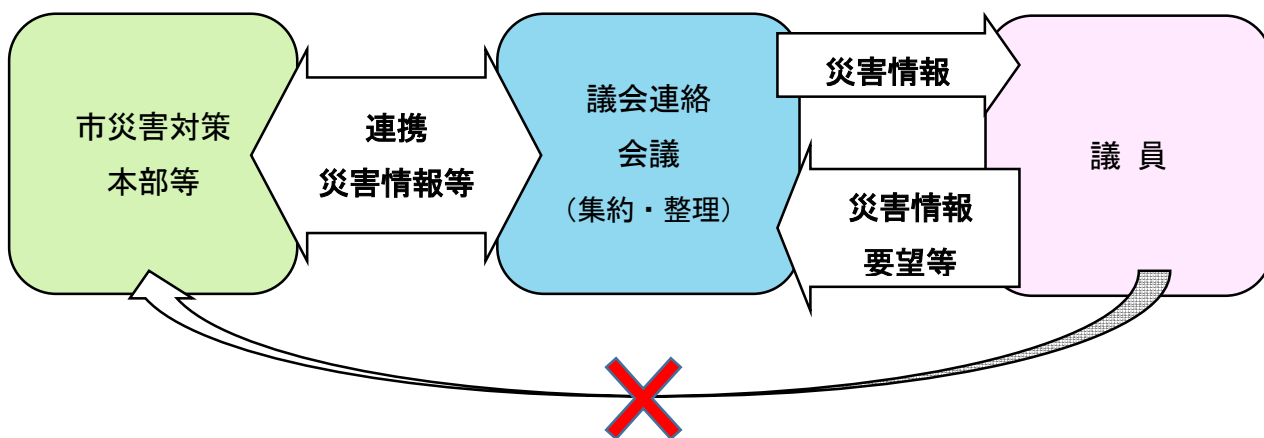 市災害対策
本部等
連携
災害情報等
議会連絡
会議
（集約・整理）
災害情報
災害情報
要望等
議 員